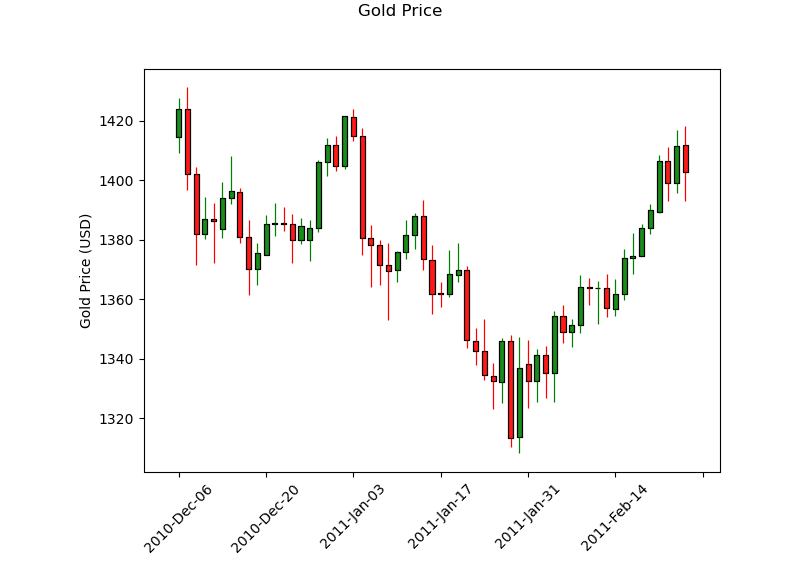 Gold Price
Gold Price (USD)
1420
1400
1380
1360
1340
1320
2010-Dec-06
2010-Dec-20
2011-Jan-03
2011-Jan-17
2011-Jan-31
2011-Feb-14